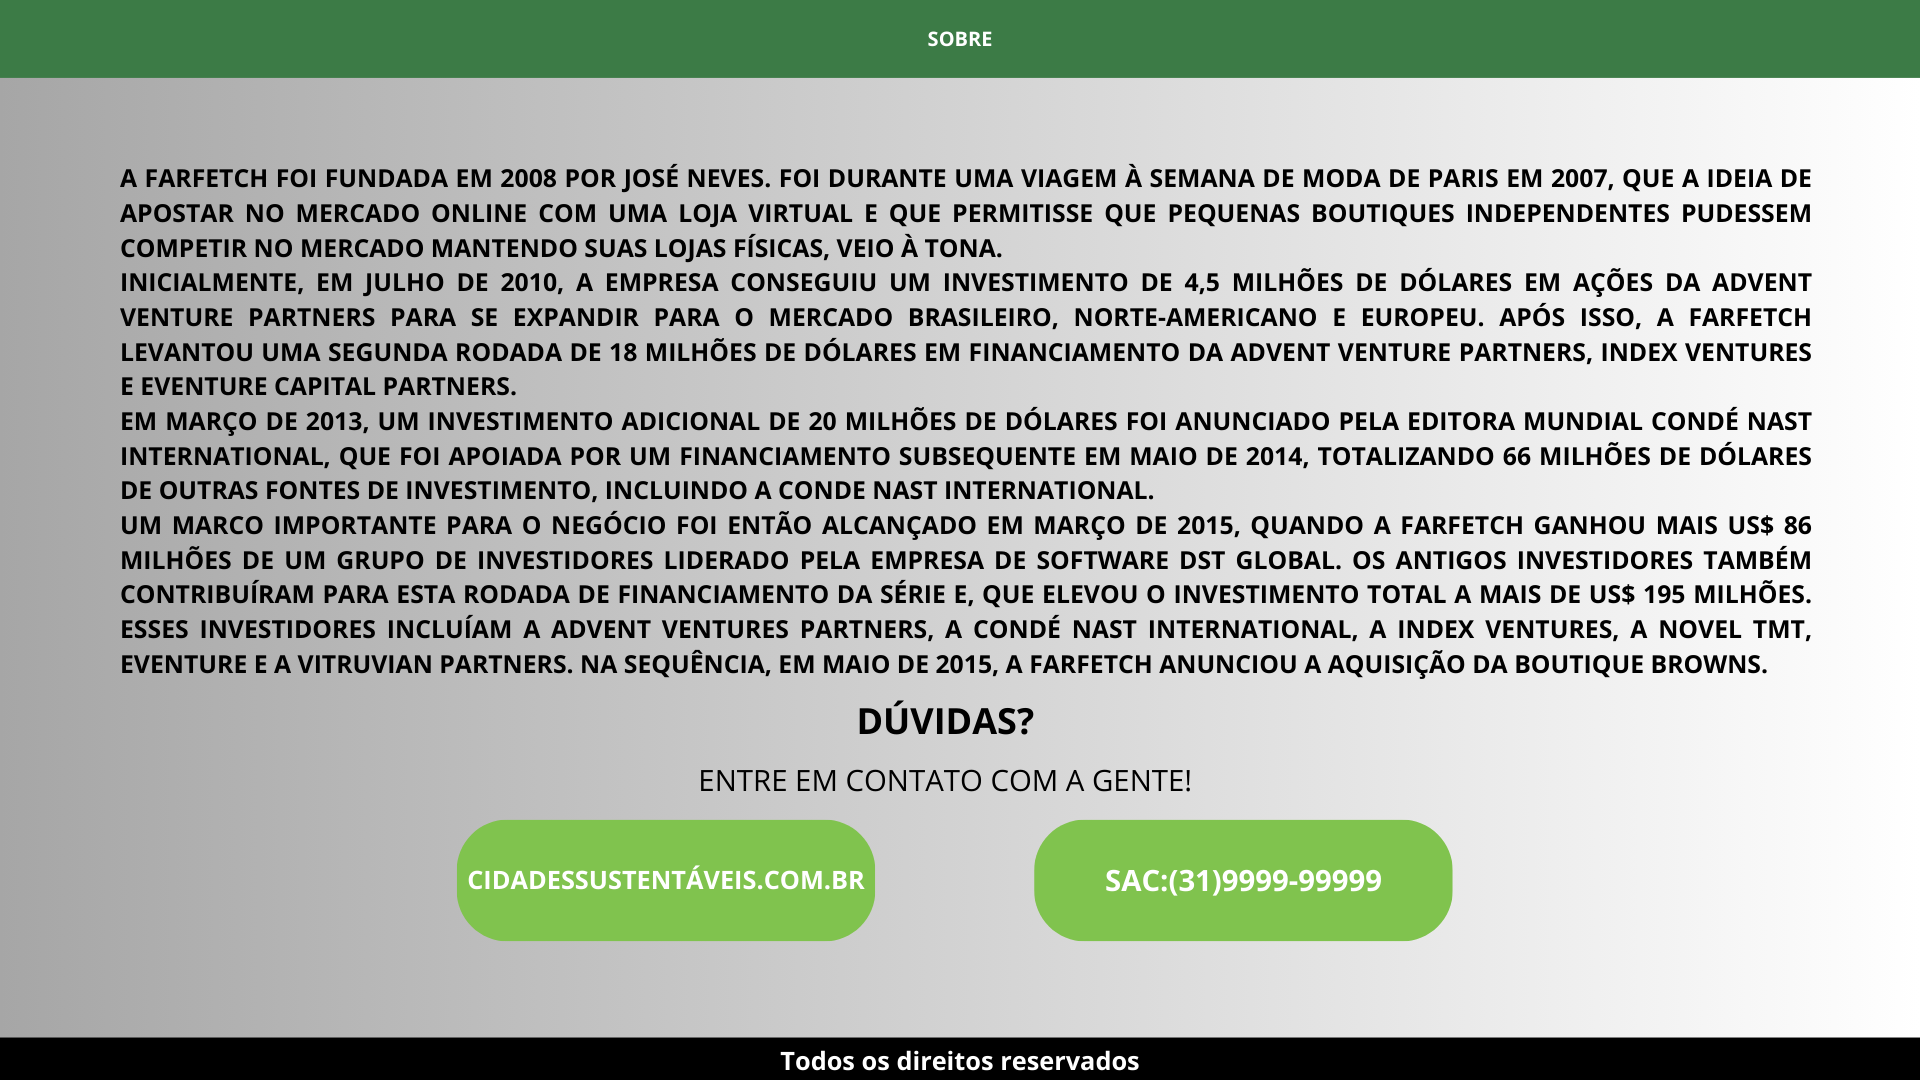 SOBRE
A FARFETCH FOI FUNDADA EM 2008 POR JOSÉ NEVES. FOI DURANTE UMA VIAGEM À SEMANA DE MODA DE PARIS EM 2007, QUE A IDEIA DE
APOSTAR NO MERCADO ONLINE COM UMA LOJA VIRTUAL E QUE PERMITISSE QUE PEQUENAS BOUTIQUES INDEPENDENTES PUDESSEM
COMPETIR NO MERCADO MANTENDO SUAS LOJAS FÍSICAS, VEIO À TONA.
INICIALMENTE, EM JULHO DE 2010, A EMPRESA CONSEGUIU UM INVESTIMENTO DE 4,5 MILHÕES DE DÓLARES EM AÇÕES DA ADVENT
VENTURE PARTNERS PARA SE EXPANDIR PARA O MERCADO BRASILEIRO, NORTE-AMERICANO E EUROPEU. APÓS ISSO, A FARFETCH
LEVANTOU UMA SEGUNDA RODADA DE 18 MILHÕES DE DÓLARES EM FINANCIAMENTO DA ADVENT VENTURE PARTNERS, INDEX VENTURES
E EVENTURE CAPITAL PARTNERS.
EM MARÇO DE 2013, UM INVESTIMENTO ADICIONAL DE 20 MILHÕES DE DÓLARES FOI ANUNCIADO PELA EDITORA MUNDIAL CONDÉ NAST
INTERNATIONAL, QUE FOI APOIADA POR UM FINANCIAMENTO SUBSEQUENTE EM MAIO DE 2014, TOTALIZANDO 66 MILHÕES DE DÓLARES
DE OUTRAS FONTES DE INVESTIMENTO, INCLUINDO A CONDE NAST INTERNATIONAL.
UM MARCO IMPORTANTE PARA O NEGÓCIO FOI ENTÃO ALCANÇADO EM MARÇO DE 2015, QUANDO A FARFETCH GANHOU MAIS US$ 86
MILHÕES DE UM GRUPO DE INVESTIDORES LIDERADO PELA EMPRESA DE SOFTWARE DST GLOBAL. OS ANTIGOS INVESTIDORES TAMBÉM
CONTRIBUÍRAM PARA ESTA RODADA DE FINANCIAMENTO DA SÉRIE E, QUE ELEVOU O INVESTIMENTO TOTAL A MAIS DE US$ 195 MILHÕES.
ESSES INVESTIDORES INCLUÍAM A ADVENT VENTURES PARTNERS, A CONDÉ NAST INTERNATIONAL, A INDEX VENTURES, A NOVEL TMT,
EVENTURE E A VITRUVIAN PARTNERS. NA SEQUÊNCIA, EM MAIO DE 2015, A FARFETCH ANUNCIOU A AQUISIÇÃO DA BOUTIQUE BROWNS.
DÚVIDAS?
ENTRE EM CONTATO COM A GENTE!
CIDADESSUSTENTÁVEIS.COM.BR
SAC:(31)9999-99999
Todos os direitos reservados